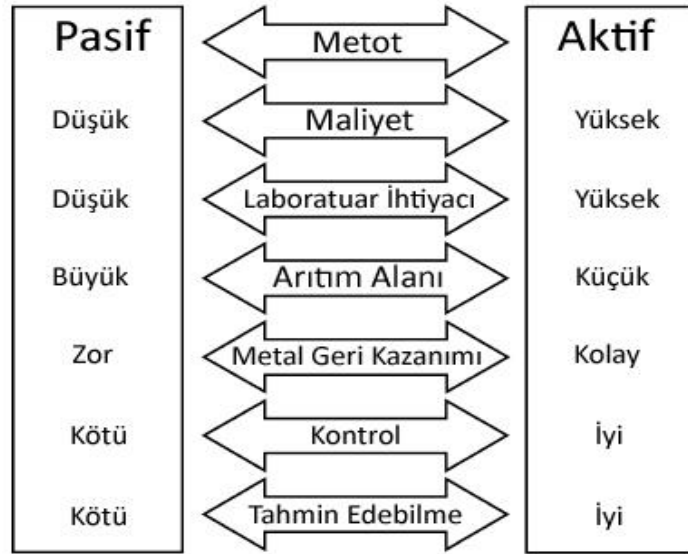 Pasif Metot Aktif
Düşük Maliyet Yüksek
Düşük Laboratuar İhtiyacı Yüksek
Büyük Arıtım Alanı Küçük
Zor Metal Geri Kazanımı Kolay
Kötü Kontrol İyi
Kötü Tahmin Edebilme İyi